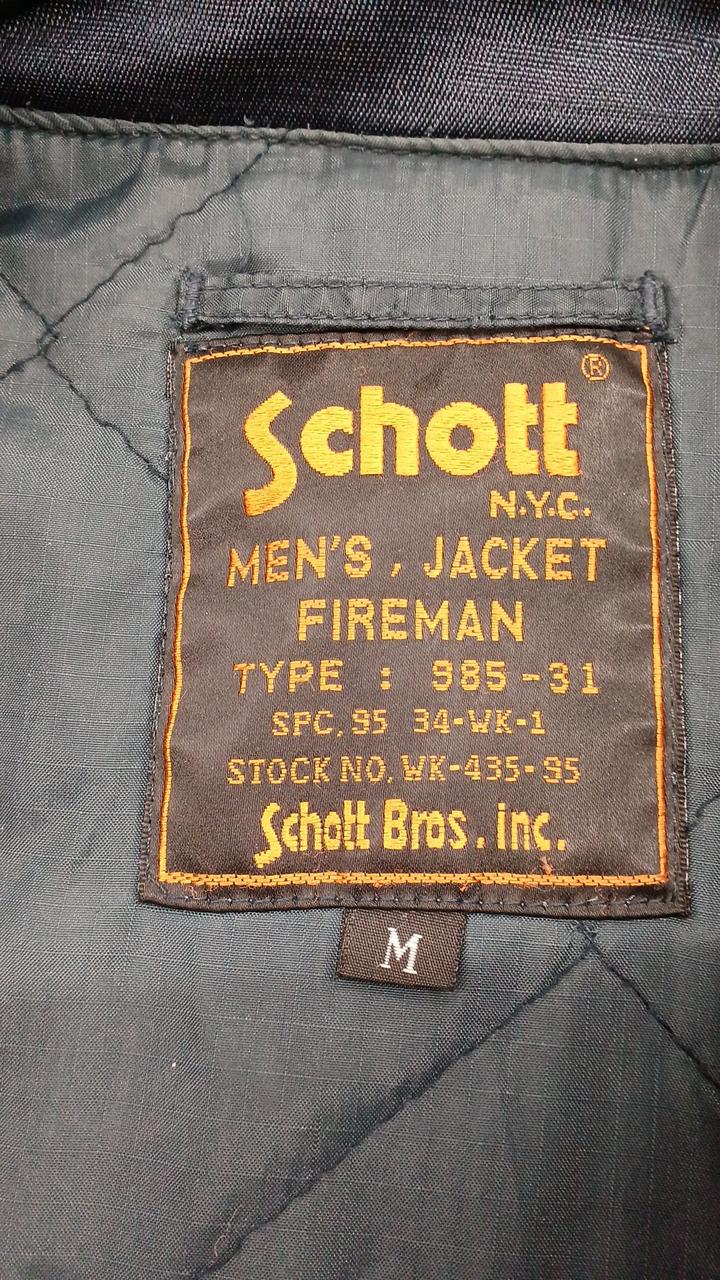 Schott ®
N.Y.C.
MEN'S, JACKET
FIREMAN
TYPE : 985-31
SPC, 95 34-WK-1
STOCK NO. WK-435-95
Schott Bros. inc.
M